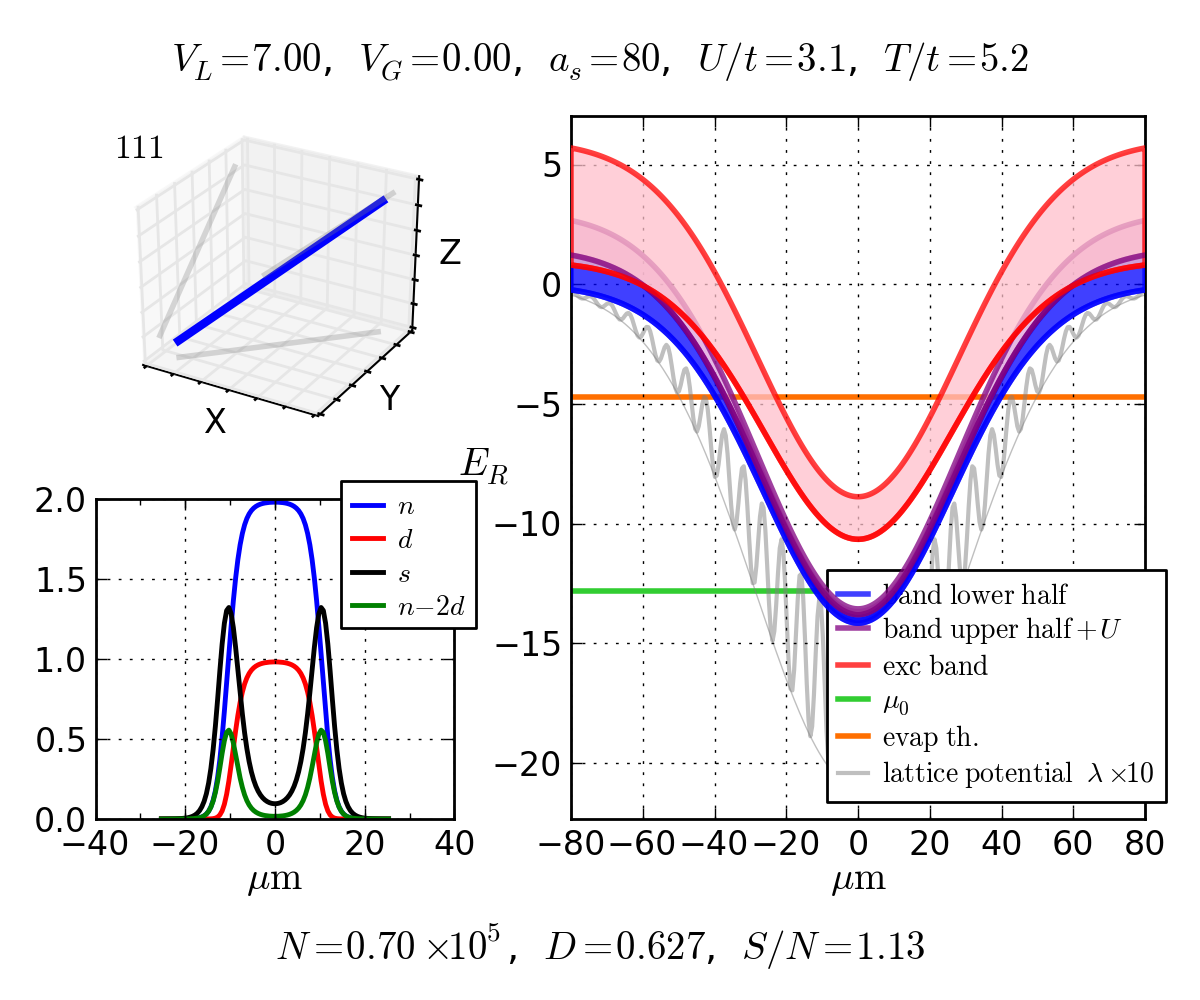 V_L=7.00, V_G=0.00, a_s=80, U/t=3.1, T/t=5.2
111
Z
Y
X
E_R
n
d
s
n−2d
2.0
1.5
1.0
0.5
0.0
−40 −20 0 20 40
μm
5
0
−5
−10
−15
−20
band lower half
band upper half+U
exc band
μ_0
evap th.
lattice potential λ×10
−80 −60 −40 −20 0 20 40 60 80
μm
N=0.70×10^5, D=0.627, S/N=1.13